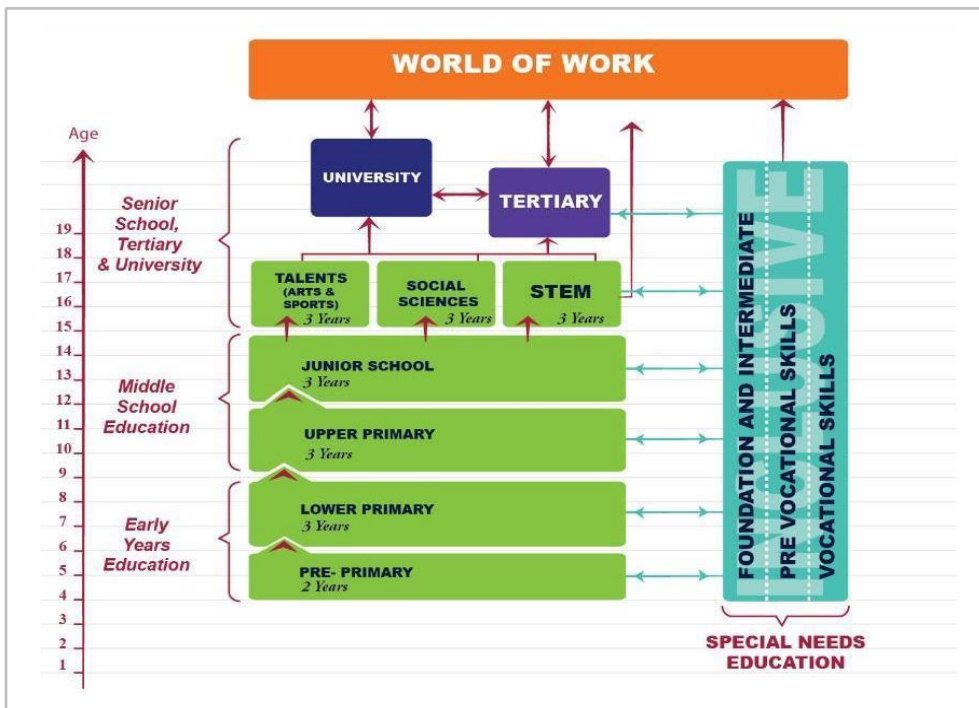 WORLD OF WORK
Age
UNIVERSITY
TERTIARY
Senior
School,
Tertiary
& University
19
18
17
16
15
14
13
12
11
10
9
8
7
6
5
4
3
2
1
TALENTS
(ARTS &
SPORTS)
3 Years
SOCIAL
SCIENCES
3 Years
STEM
3 Years
Middle
School
Education
JUNIOR SCHOOL
3 Years
UPPER PRIMARY
3 Years
Early
Years
Education
LOWER PRIMARY
3 Years
PRE- PRIMARY
2 Years
INCLUSIVE
FOUNDATION AND INTERMEDIATE
PRE VOCATIONAL SKILLS
VOCATIONAL SKILLS
SPECIAL NEEDS
EDUCATION